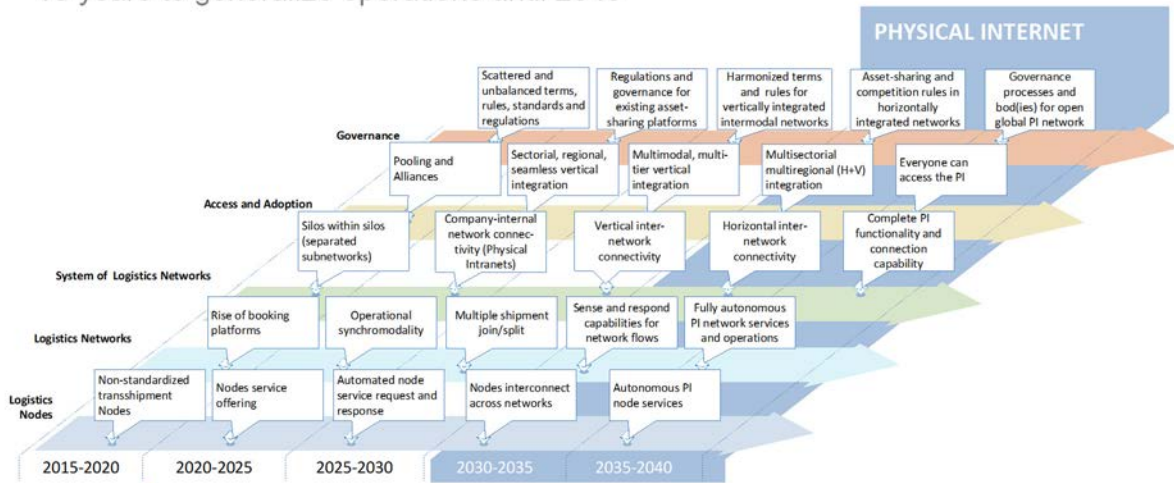 PHYSICAL INTERNET
Scattered and
unbalanced terms,
rules, standards and
regulations
Regulations and
governance for
existing asset-
sharing platforms
Harmonized terms
and rules for
vertically integrated
intermodal networks
Asset-sharing and
competition rules in
horizontally
integrated networks
Governance
processes and
bod(ies) for open
global PI network
Governance
Pooling and
Alliances
Sectorial, regional,
seamless vertical
integration
Multimodal, multi-
tier vertical
integration
Multisectorial
multiregional (H+V)
integration
Everyone can
access the PI
Access and Adoption
Silos within silos
(separated
subnetworks)
Company-internal
network connec-
tivity (Physical
Intranets)
Vertical inter-
network
connectivity
Horizontal inter-
network
connectivity
Complete PI
functionality and
connection
capability
System of Logistics Networks
Rise of booking
platforms
Operational
synchromodality
Multiple shipment
join/split
Sense and respond
capabilities for
network flows
Fully autonomous
PI network services
and operations
Logistics Networks
Non-standardized
transshipment
Nodes
Nodes service
offering
Automated node
service request and
response
Nodes interconnect
across networks
Autonomous PI
node services
Logistics
Nodes
2015-2020
2020-2025
2025-2030
2030-2035
2035-2040